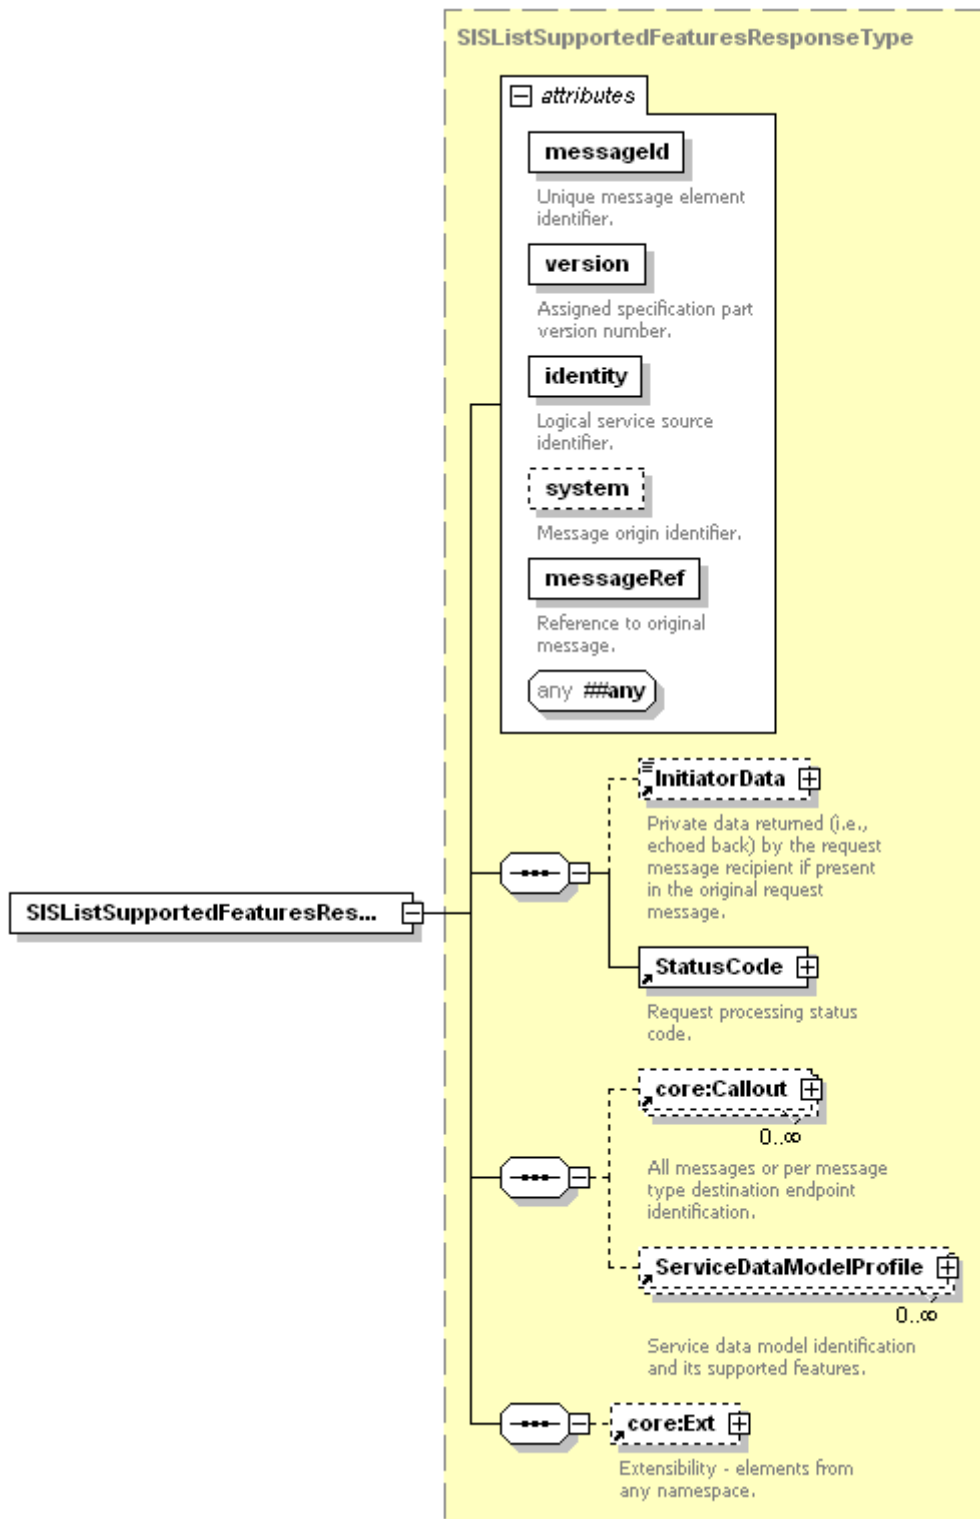 SISListSupportedFeaturesResponseType
attributes
messageId
Unique message element
identifier.
version
Assigned specification part
version number.
identity
Logical service source
identifier.
system
Message origin identifier.
messageRef
Reference to original
message.
any ##any
InitiatorData
Private data returned (i.e.,
echoed back) by the request
message recipient if present
in the original request
message.
SISListSupportedFeaturesRes...
StatusCode
Request processing status
code.
core:Callout
0..∞
All messages or per message
type destination endpoint
identification.
ServiceDataModelProfile
0..∞
Service data model identification
and its supported features.
core:Ext
Extensibility - elements from
any namespace.